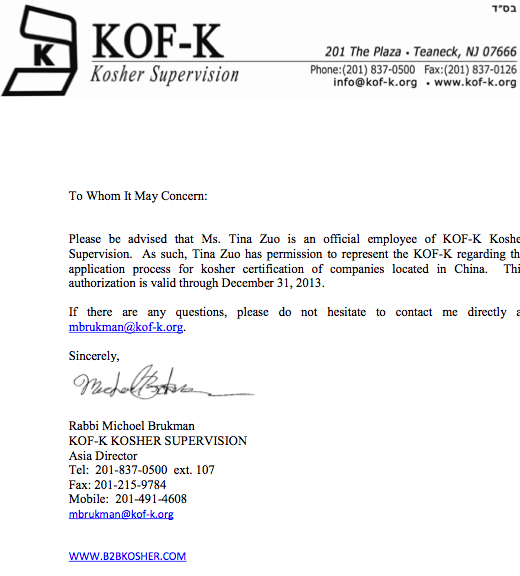 בס״ד
K
KOF-K
Kosher Supervision
201 The Plaza • Teaneck, NJ 07666
Phone:(201) 837-0500 Fax:(201) 837-0126
info@kof-k.org • www.kof-k.org
To Whom It May Concern:
Please be advised that Ms. Tina Zuo is an official employee of KOF-K Koshe
Supervision. As such, Tina Zuo has permission to represent the KOF-K regarding th
application process for kosher certification of companies located in China. Thi
authorization is valid through December 31, 2013.
If there are any questions, please do not hesitate to contact me directly a
mbrukman@kof-k.org.
Sincerely,
Rabbi Michoel Brukman
KOF-K KOSHER SUPERVISION
Asia Director
Tel: 201-837-0500 ext. 107
Fax: 201-215-9784
Mobile: 201-491-4608
mbrukman@kof-k.org
WWW.B2BKOSHER.COM